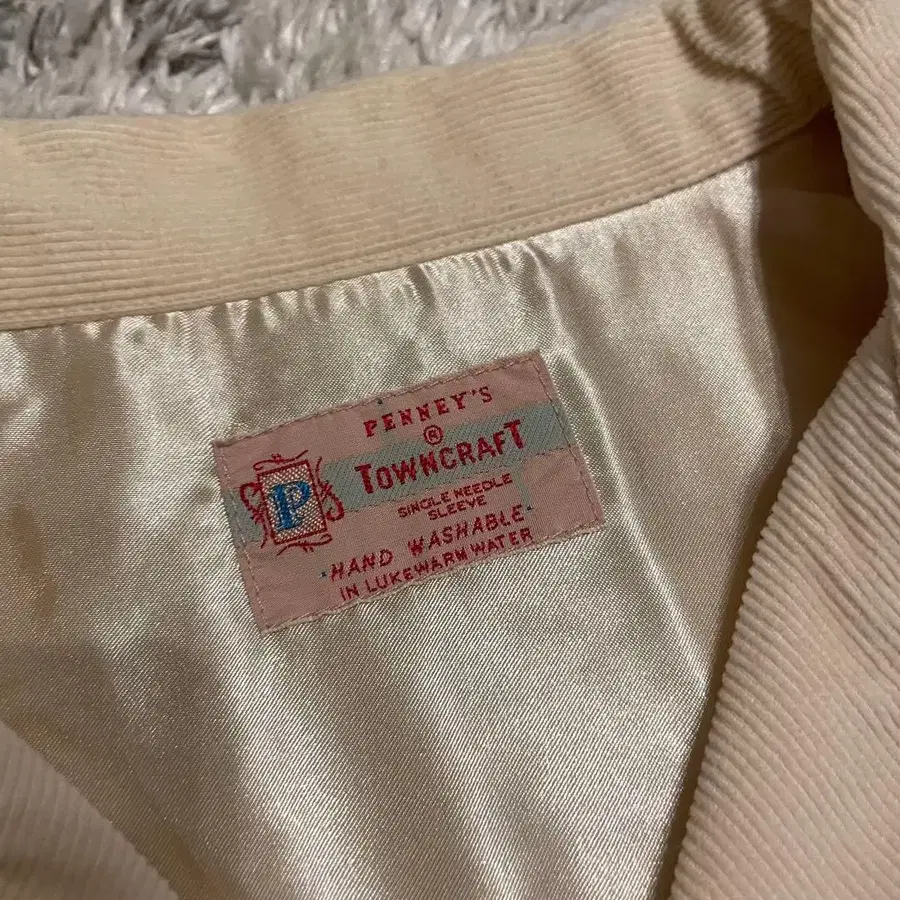 PENNEY'S
®
TOWNCRAFT
P
SINGLE NEEDLE
SLEEVE
HAND WASHABLE
IN LUKEWARM WATER